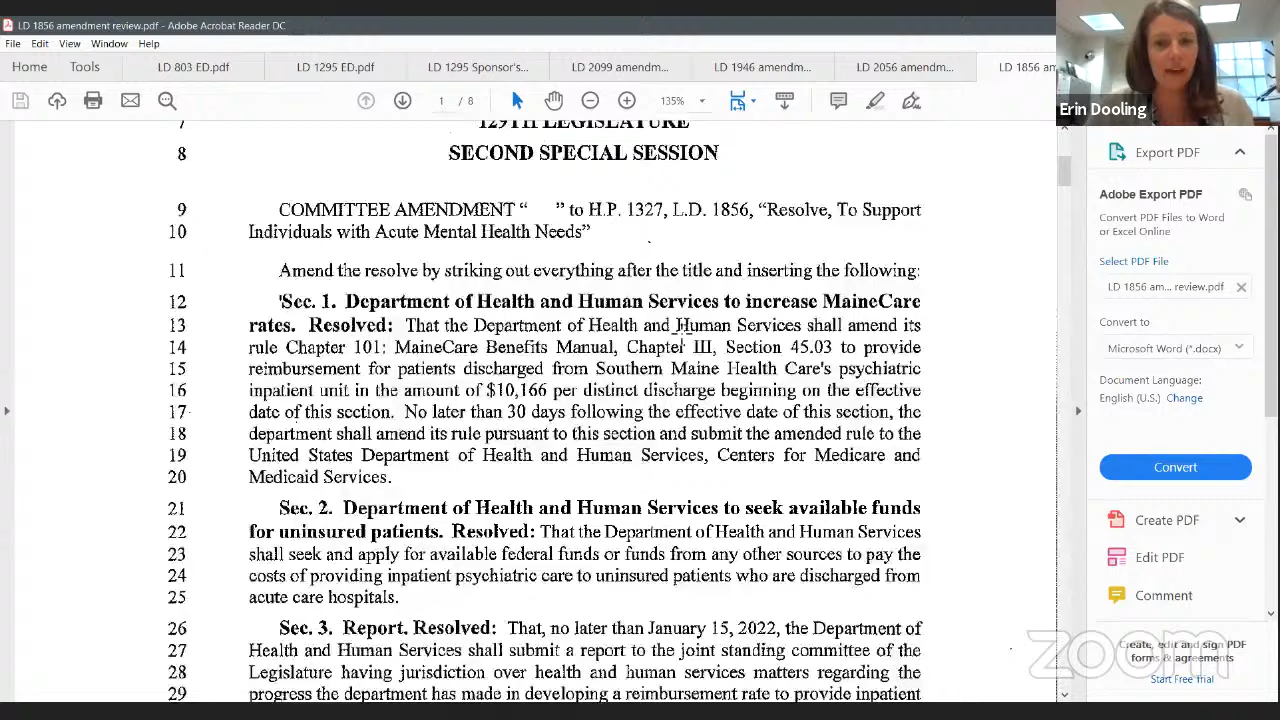 LD 1856 amendment review.pdf - Adobe Acrobat Reader DC
File Edit View Window Help
Home Tools LD 803 ED.pdf LD 1295 ED.pdf LD 1295 Sponsor's... LD 2099 amendm... LD 1946 amendm... LD 2056 amendm... LD 1856 am
1 / 8 135%
Erin Dooling
7 129TH LEGISLATURE
8 SECOND SPECIAL SESSION
9 COMMITTEE AMENDMENT “ ” to H.P. 1327, L.D. 1856, “Resolve, To Support
10 Individuals with Acute Mental Health Needs”
11 Amend the resolve by striking out everything after the title and inserting the following:
12 'Sec. 1. Department of Health and Human Services to increase MaineCare
13 rates. Resolved: That the Department of Health and Human Services shall amend its
14 rule Chapter 101: MaineCare Benefits Manual, Chapter III, Section 45.03 to provide
15 reimbursement for patients discharged from Southern Maine Health Care's psychiatric
16 inpatient unit in the amount of $10,166 per distinct discharge beginning on the effective
17 date of this section. No later than 30 days following the effective date of this section, the
18 department shall amend its rule pursuant to this section and submit the amended rule to the
19 United States Department of Health and Human Services, Centers for Medicare and
20 Medicaid Services.
21 Sec. 2. Department of Health and Human Services to seek available funds
22 for uninsured patients. Resolved: That the Department of Health and Human Services
23 shall seek and apply for available federal funds or funds from any other sources to pay the
24 costs of providing inpatient psychiatric care to uninsured patients who are discharged from
25 acute care hospitals.
26 Sec. 3. Report. Resolved: That, no later than January 15, 2022, the Department of
27 Health and Human Services shall submit a report to the joint standing committee of the
28 Legislature having jurisdiction over health and human services matters regarding the
29 progress the department has made in developing a reimbursement rate to provide inpatient
Export PDF
Adobe Export PDF
Convert PDF Files to Word
or Excel Online
Select PDF File
LD 1856 am... review.pdf
Convert to
Microsoft Word (*.docx)
Document Language:
English (U.S.) Change
Convert
Create PDF
Edit PDF
Comment
Create, edit and sign PDF
forms & agreements
Start Free Trial
zoom